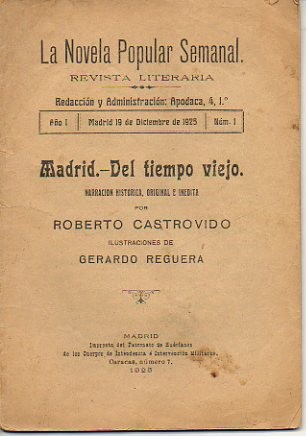 La Novela Popular Semanal.
REVISTA LITERARIA
Redacción y Administración: Apodaca, 4, 1.º
Año I | Madrid 19 de Diciembre de 1925 | Núm. 1
Madrid.—Del tiempo viejo.
NARRACION HISTORICA, ORIGINAL E INEDITA
POR
ROBERTO CASTROVIDO
ILUSTRACIONES DE
GERARDO REGUERA
MADRID
Imprenta del Patronato de Huérfanos
de los Cuerpos de Intendencia é Intervención Militares.
Caracas, número 7.
1925